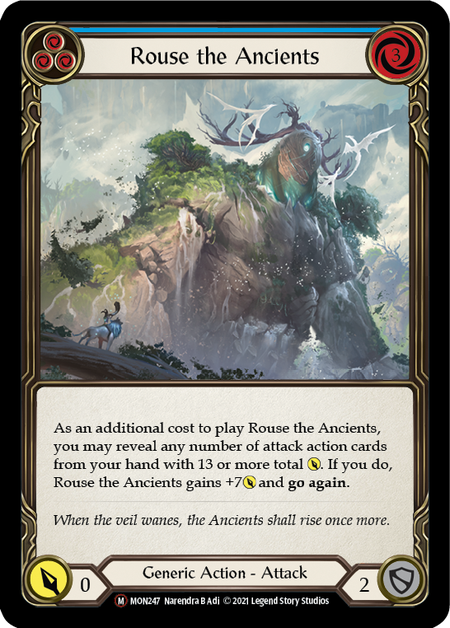 Rouse the Ancients
3
As an additional cost to play Rouse the Ancients,
you may reveal any number of attack action cards
from your hand with 13 or more total . If you do,
Rouse the Ancients gains +7 and go again.
When the veil wanes, the Ancients shall rise once more.
0
Generic Action - Attack
2
M MON247 Narendra B Adi © 2021 Legend Story Studios